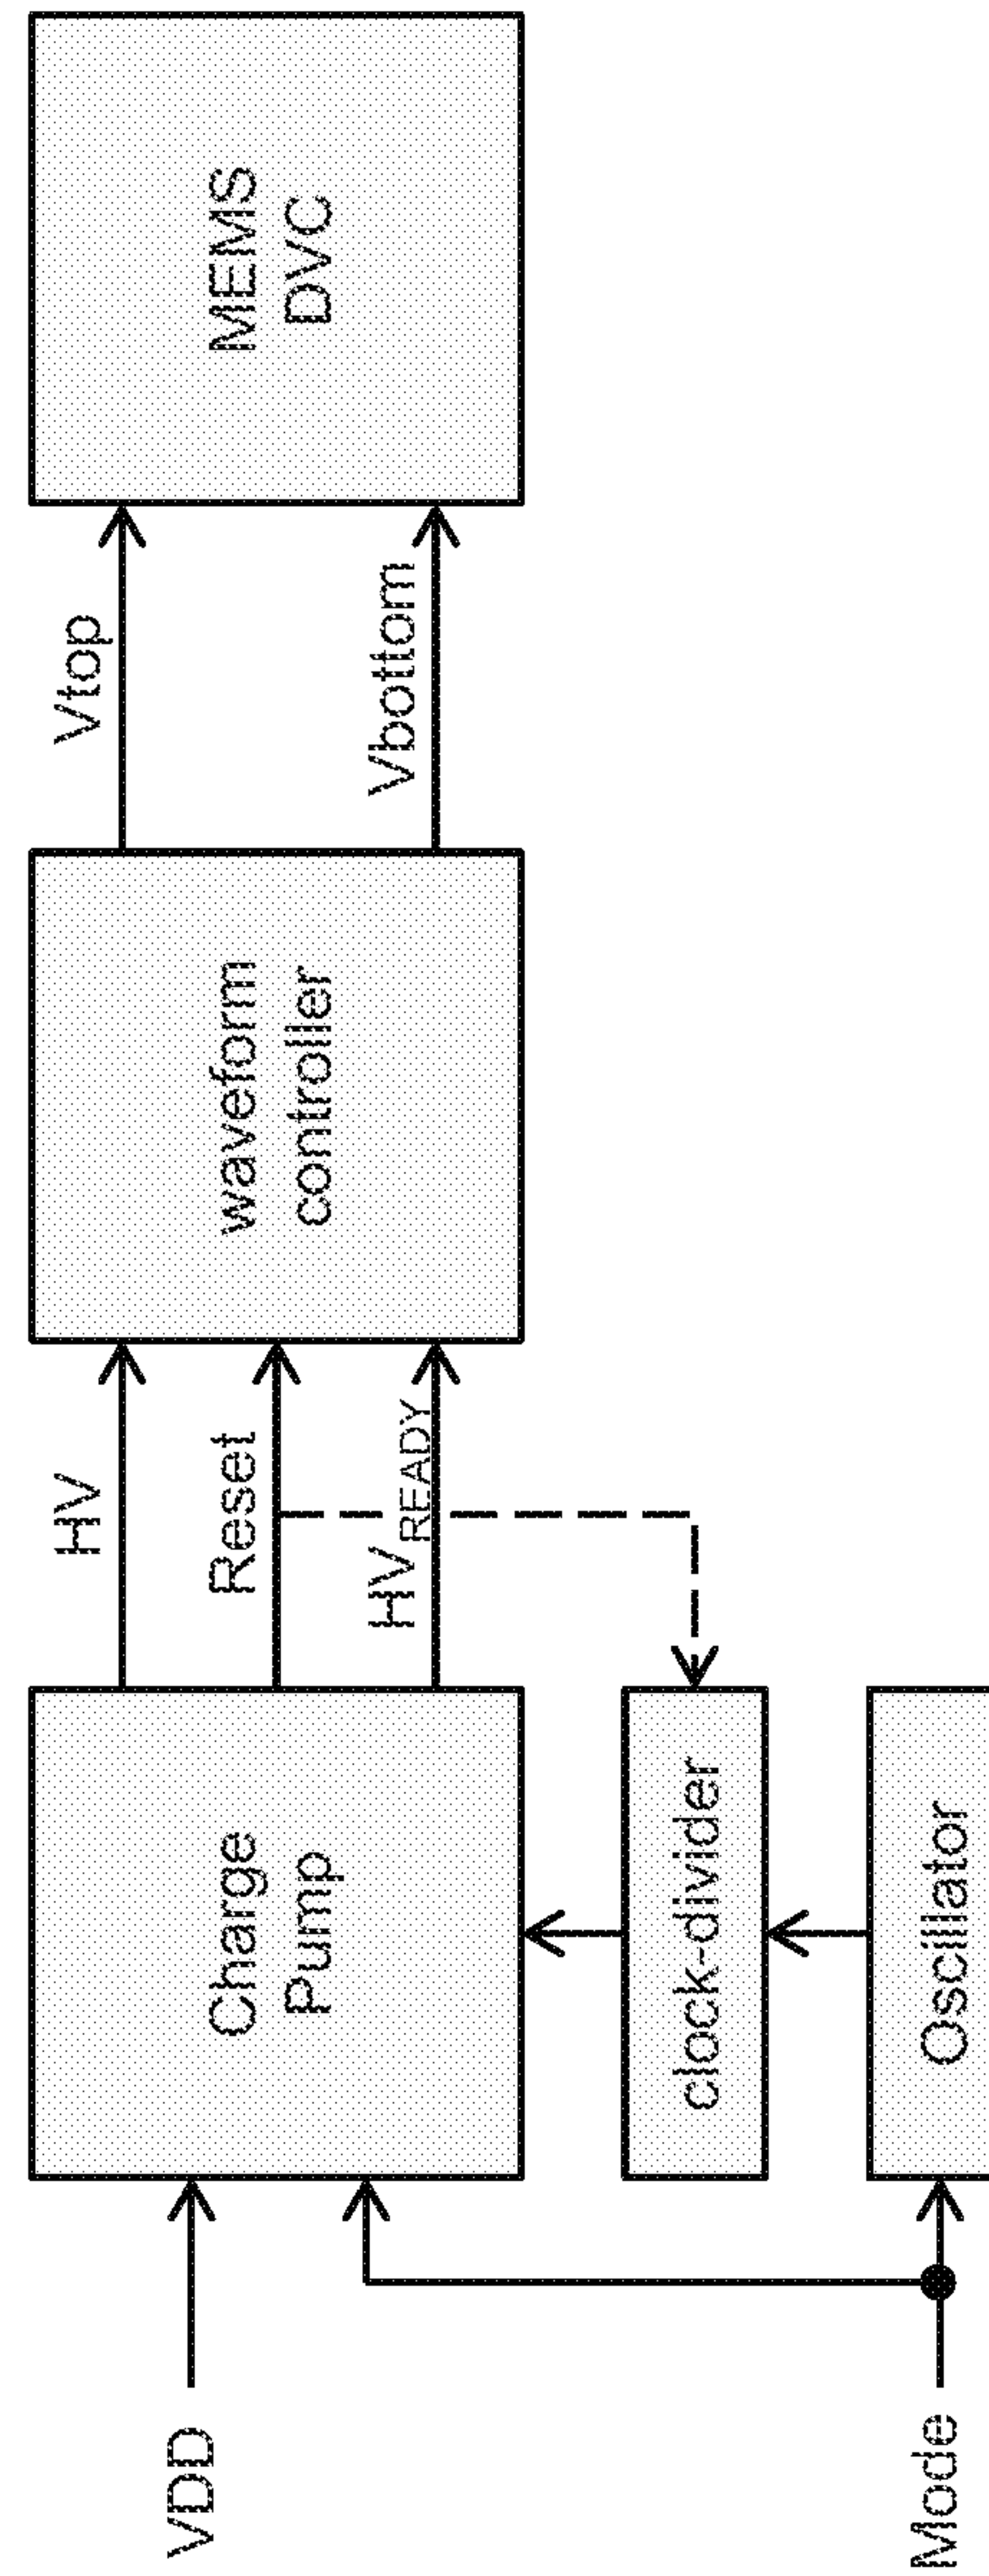 VDD
Mode
Charge
Pump
clock-divider
Oscillator
HV
Reset
HV READY
waveform
controller
Vtop
Vbottom
MEMS
DVC